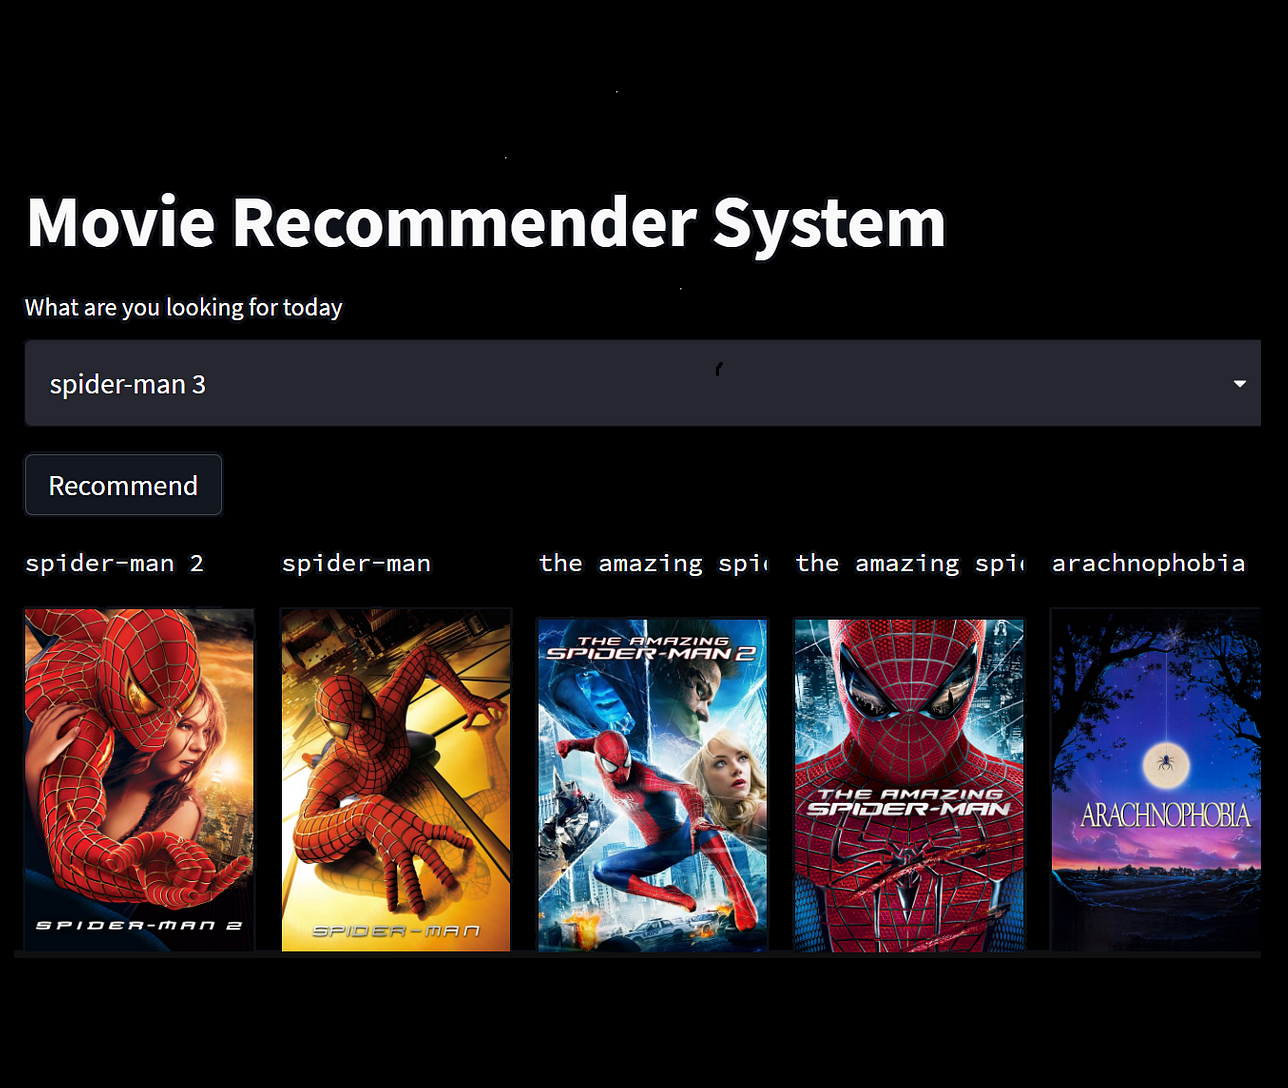 Movie Recommender System
What are you looking for today
spider-man 3
Recommend
spider-man 2
spider-man
the amazing spi
the amazing spi
arachnophobia
SPIDER-MAN 2
SPIDER-MAN
THE AMAZING
SPIDER-MAN 2
THE AMAZING
SPIDER-MAN
ARACHNOPHOBIA